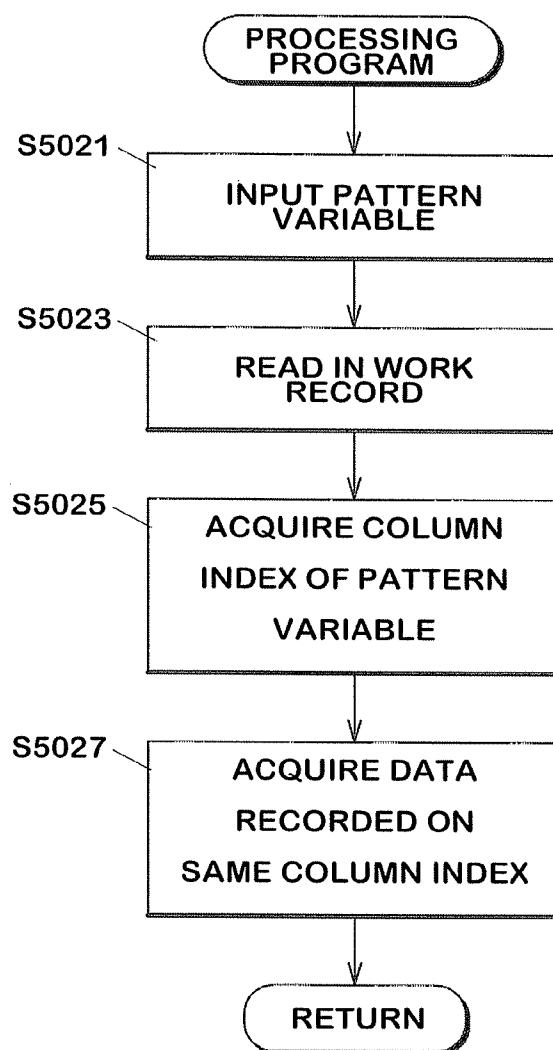 PROCESSING
PROGRAM
S5021
INPUT PATTERN
VARIABLE
S5023
READ IN WORK
RECORD
S5025
ACQUIRE COLUMN
INDEX OF PATTERN
VARIABLE
S5027
ACQUIRE DATA
RECORDED ON
SAME COLUMN INDEX
RETURN